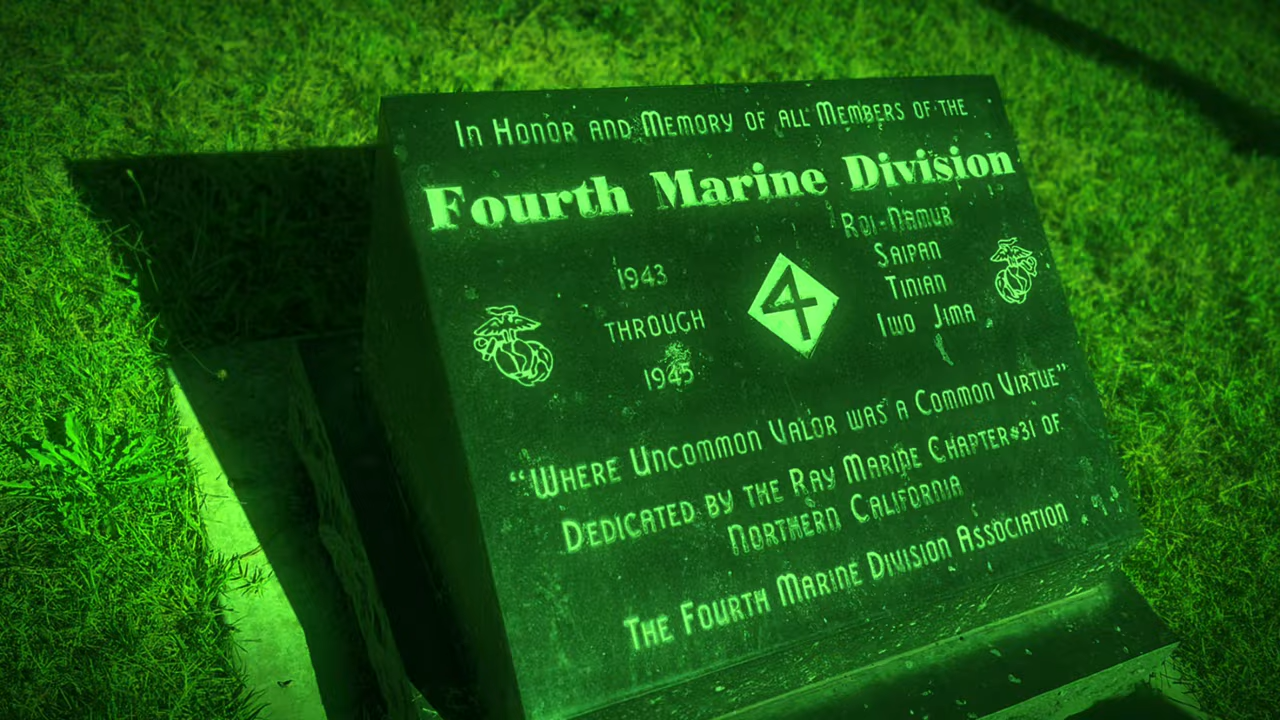 In Honor and Memory of all Members of the
Fourth Marine Division
1943
through
1945
4
Roi-Namur
Saipan
Tinian
Iwo Jima
“Where Uncommon Valor was a Common Virtue”
Dedicated by the Ray Marine Chapter #31 of
Northern California
The Fourth Marine Division Association